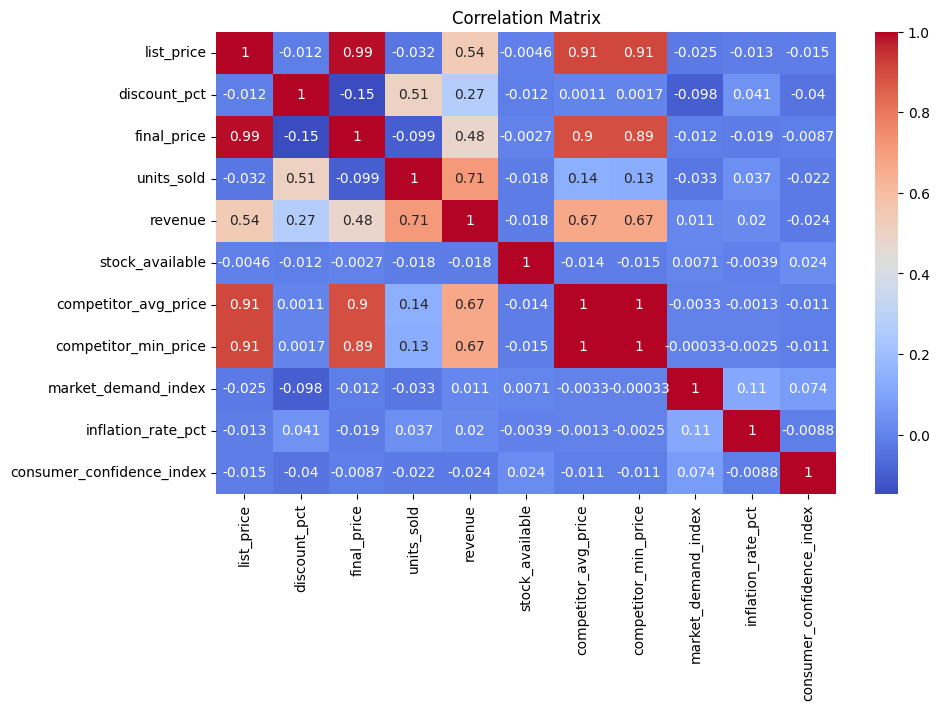 Correlation Matrix
list_price 1 -0.012 0.99 -0.032 0.54 -0.0046 0.91 0.91 -0.025 -0.013 -0.015
discount_pct -0.012 1 -0.15 0.51 0.27 -0.012 0.0011 0.0017 -0.098 0.041 -0.04
final_price 0.99 -0.15 1 -0.099 0.48 -0.0027 0.9 0.89 -0.012 -0.019 -0.0087
units_sold -0.032 0.51 -0.099 1 0.71 -0.018 0.14 0.13 -0.033 0.037 -0.022
revenue 0.54 0.27 0.48 0.71 1 -0.018 0.67 0.67 0.011 0.02 -0.024
stock_available -0.0046 -0.012 -0.0027 -0.018 -0.018 1 -0.014 -0.015 0.0071 -0.0039 0.024
competitor_avg_price 0.91 0.0011 0.9 0.14 0.67 -0.014 1 1 -0.0033 -0.0013 -0.011
competitor_min_price 0.91 0.0017 0.89 0.13 0.67 -0.015 1 1 -0.00033 -0.0025 -0.011
market_demand_index -0.025 -0.098 -0.012 -0.033 0.011 0.0071 -0.0033 -0.00033 1 0.11 0.074
inflation_rate_pct -0.013 0.041 -0.019 0.037 0.02 -0.0039 -0.0013 -0.0025 0.11 1 -0.0088
consumer_confidence_index -0.015 -0.04 -0.0087 -0.022 -0.024 0.024 -0.011 -0.011 0.074 -0.0088 1
list_price
discount_pct
final_price
units_sold
revenue
stock_available
competitor_avg_price
competitor_min_price
market_demand_index
inflation_rate_pct
consumer_confidence_index
1.0
0.8
0.6
0.4
0.2
0.0